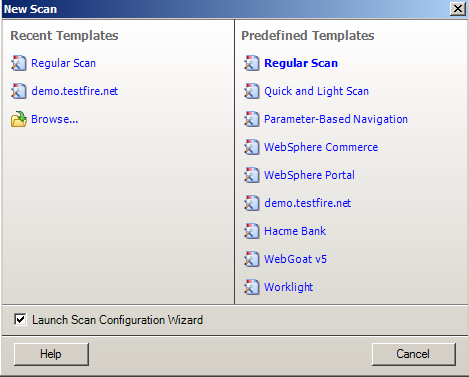 New Scan
Recent Templates
Regular Scan
demo.testfire.net
Browse...
Predefined Templates
Regular Scan
Quick and Light Scan
Parameter-Based Navigation
WebSphere Commerce
WebSphere Portal
demo.testfire.net
Hacme Bank
WebGoat v5
Worklight
Launch Scan Configuration Wizard
Help
Cancel